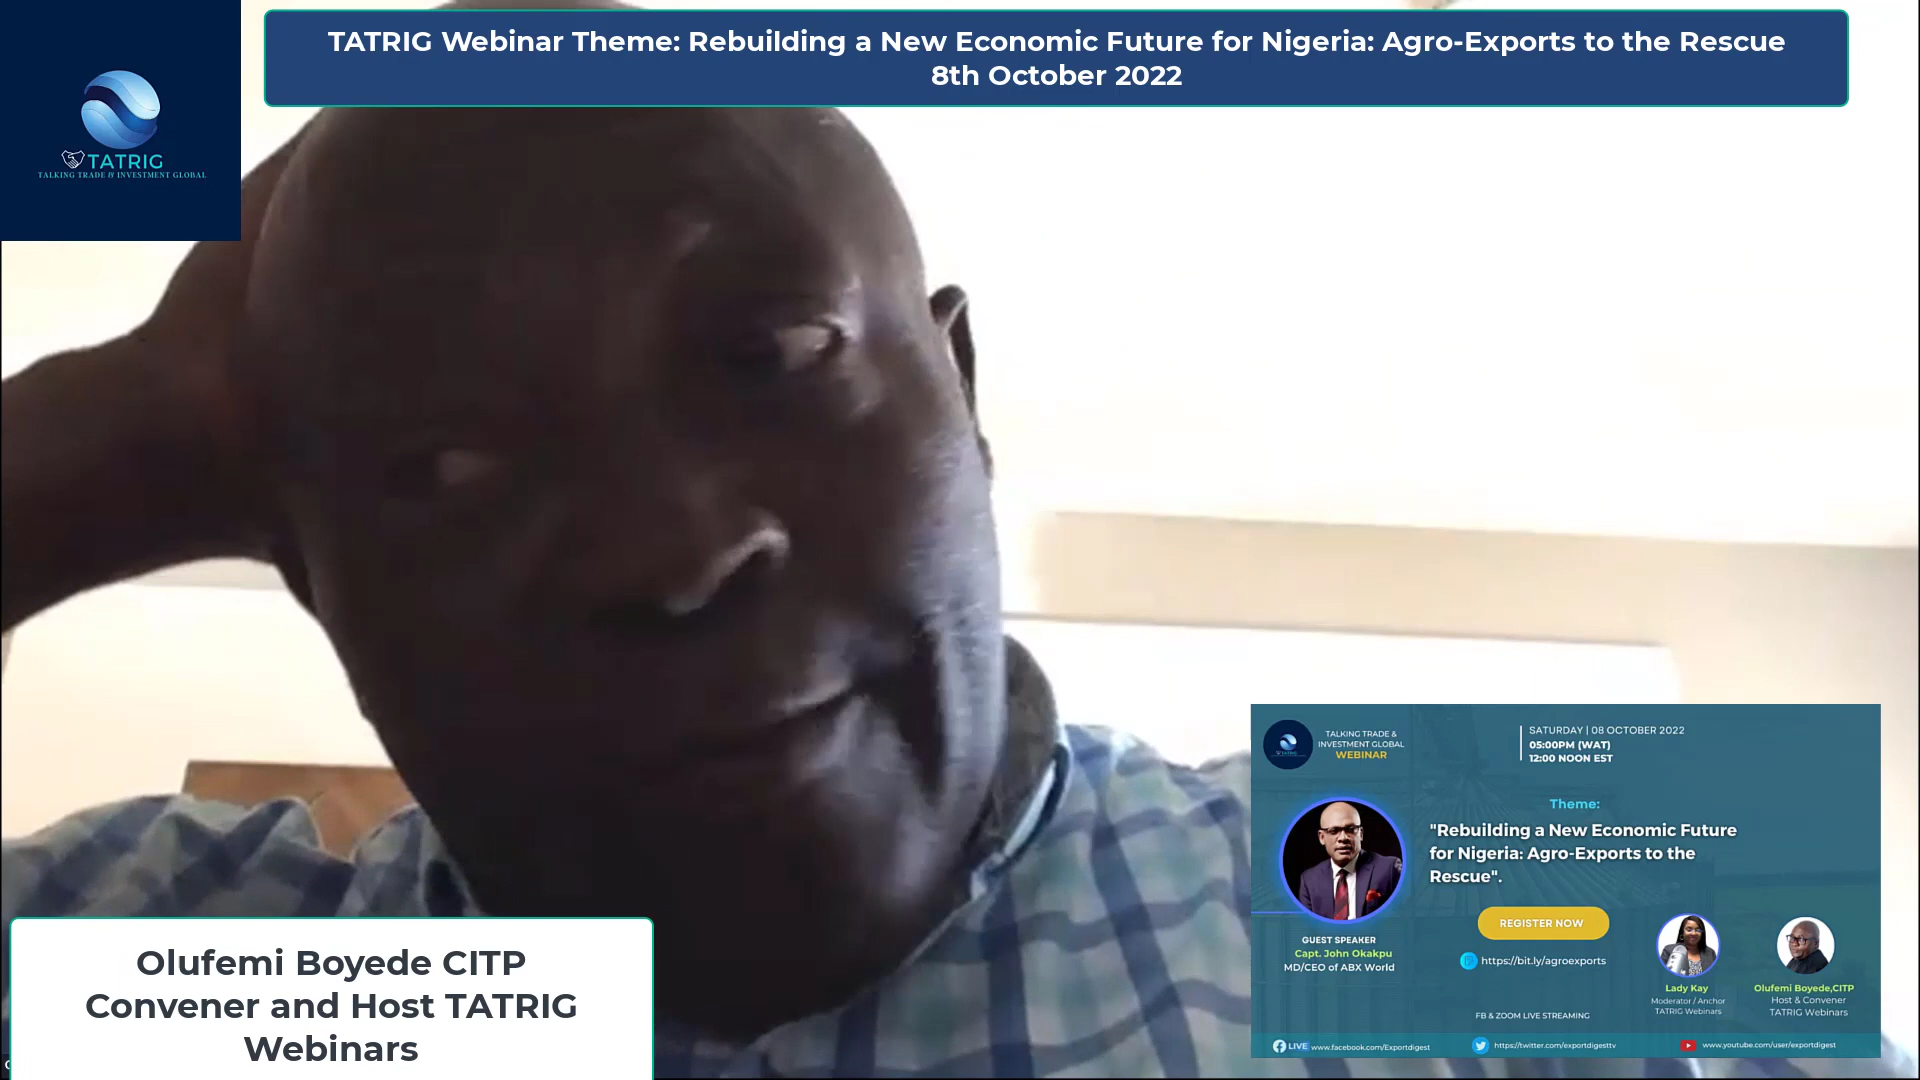 TATRIG Webinar Theme: Rebuilding a New Economic Future for Nigeria: Agro-Exports to the Rescue
8th October 2022
TATRIG
TALKING TRADE & INVESTMENT GLOBAL
Olufemi Boyede CITP
Convener and Host TATRIG
Webinars
TALKING TRADE &
INVESTMENT GLOBAL
WEBINAR
SATURDAY | 08 OCTOBER 2022
05:00PM (WAT)
12:00 NOON EST
Theme:
"Rebuilding a New Economic Future
for Nigeria: Agro-Exports to the
Rescue".
REGISTER NOW
https://bit.ly/agroexports
GUEST SPEAKER
Capt. John Okakpu
MD/CEO of ABX World
Lady Kay
Moderator / Anchor
TATRIG Webinars
Olufemi Boyede,CITP
Host & Convener
TATRIG Webinars
FB & ZOOM LIVE STREAMING
LIVE www.facebook.com/Exportdigest
https://twitter.com/exportdigesttv
www.youtube.com/user/exportdigest